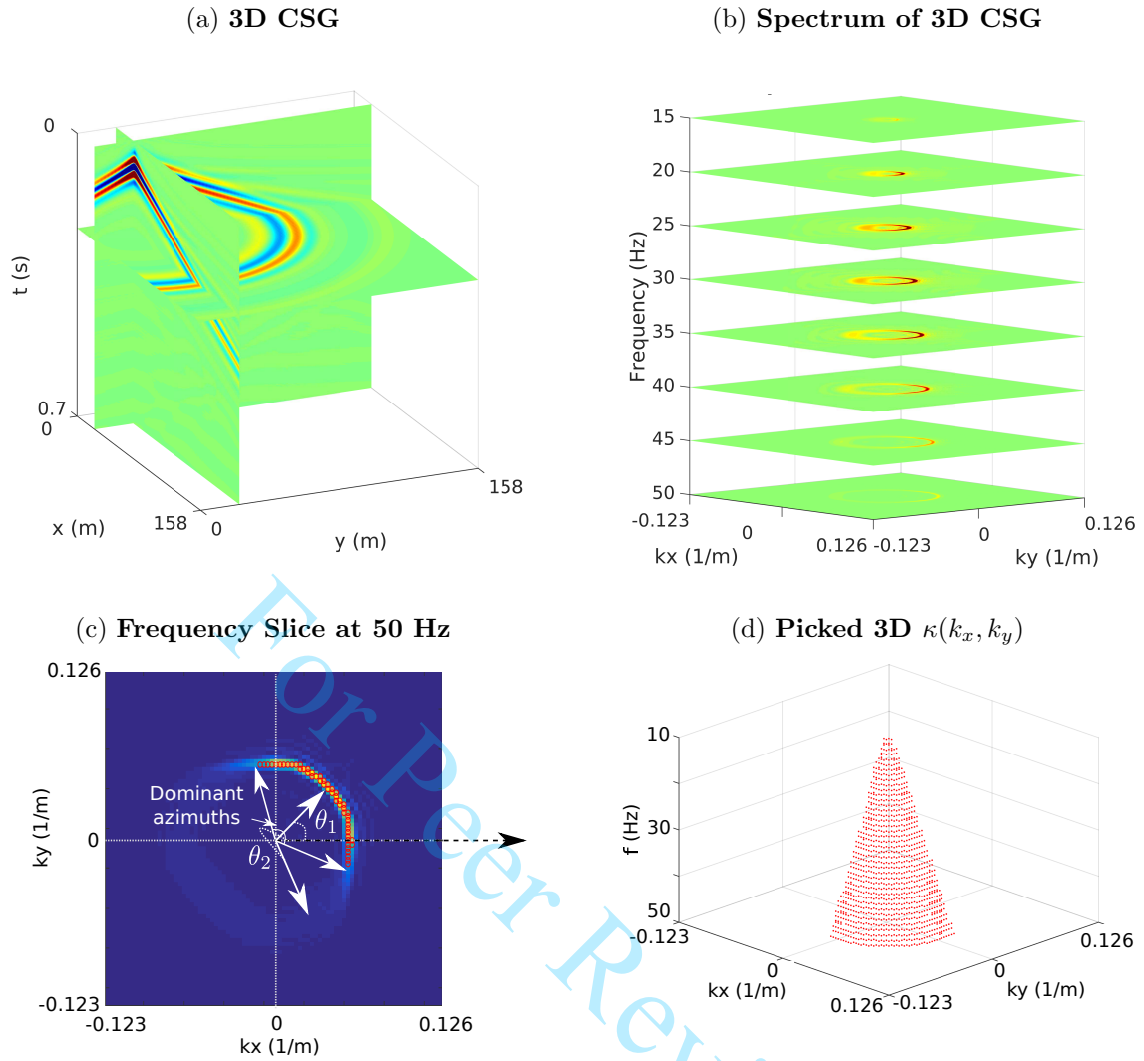 (a) 3D CSG
(b) Spectrum of 3D CSG
0
t (s)
0.7
0
x (m)
158
0
y (m)
158
15
20
25
30
35
40
45
50
Frequency (Hz)
-0.123
0
kx (1/m)
0.126
-0.123
0
ky (1/m)
0.126
(c) Frequency Slice at 50 Hz
(d) Picked 3D κ(kx, ky)
0.126
ky (1/m)
0
-0.123
Dominant
azimuths
θ1
θ2
-0.123
0
0.126
kx (1/m)
10
30
50
f (Hz)
-0.123
0
kx (1/m)
0.126
-0.123
0
ky (1/m)
0.126
For Peer Rev